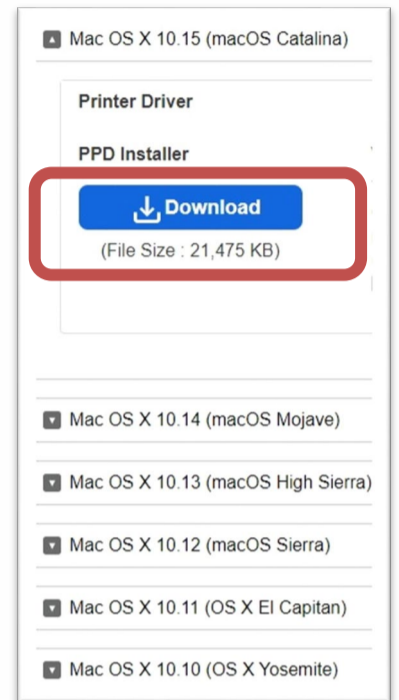 Mac OS X 10.15 (macOS Catalina)
Printer Driver
PPD Installer
Download
(File Size : 21,475 KB)
Mac OS X 10.14 (macOS Mojave)
Mac OS X 10.13 (macOS High Sierra)
Mac OS X 10.12 (macOS Sierra)
Mac OS X 10.11 (OS X El Capitan)
Mac OS X 10.10 (OS X Yosemite)